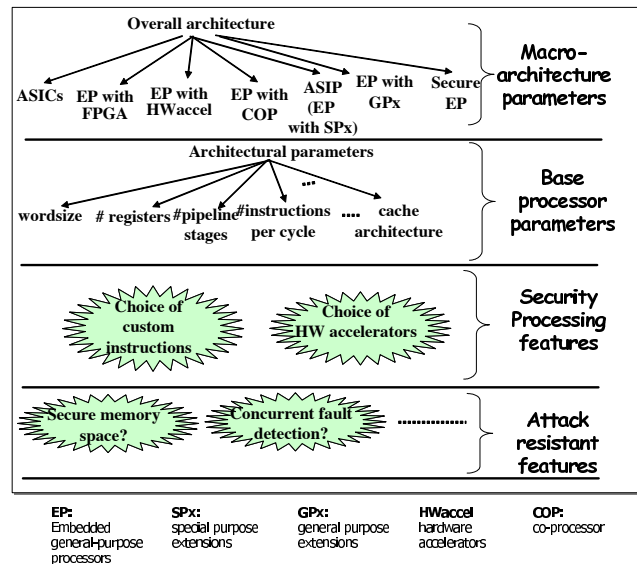 Overall architecture
ASICs
EP with
FPGA
EP with
HWaccel
EP with
COP
ASIP
(EP
with SPx)
EP with
GPx
Secure
EP
Macro-
architecture
parameters
Architectural parameters
...
wordsize
# registers
#pipeline
stages
#instructions
per cycle
....
cache
architecture
Base
processor
parameters
Choice of
custom
instructions
Choice of
HW accelerators
Security
Processing
features
Secure memory
space?
Concurrent fault
detection?
................
Attack
resistant
features
EP:
Embedded
general-purpose
processors
SPx:
special purpose
extensions
GPx:
general purpose
extensions
HWaccel
hardware
accelerators
COP:
co-processor